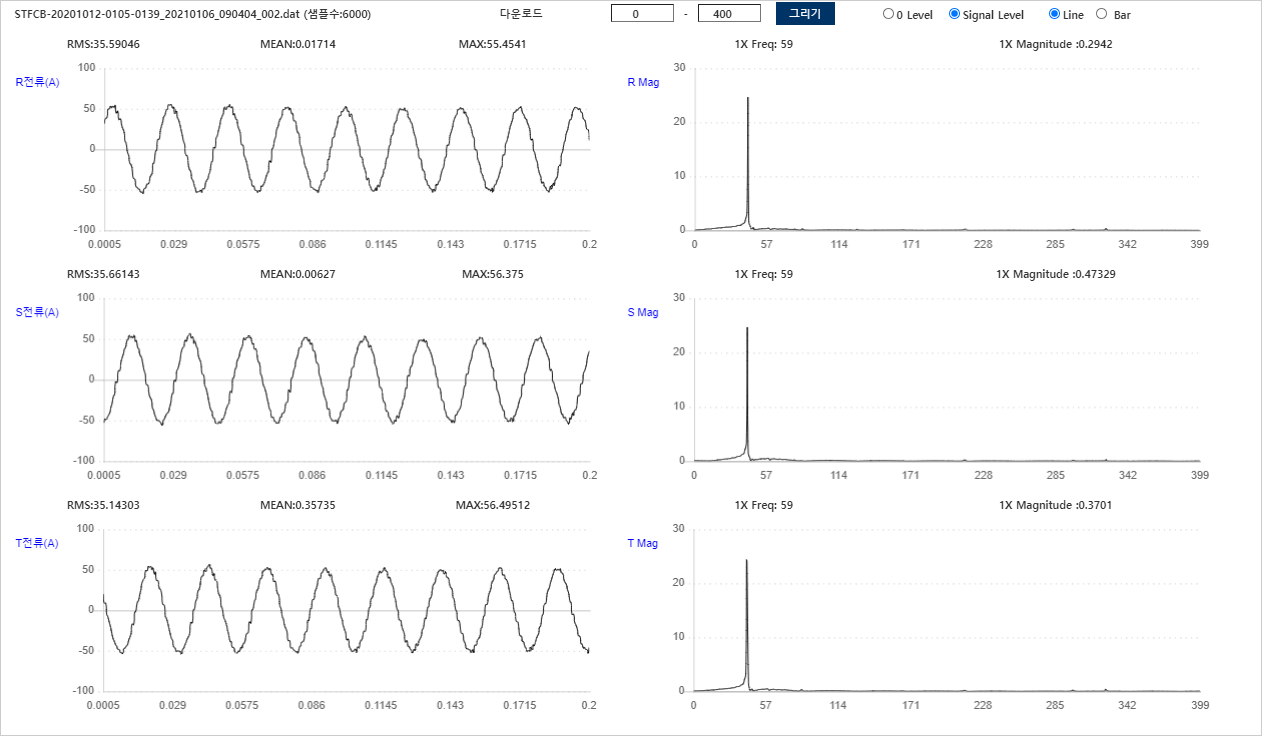 STFCB-20201012-0105-0139_20210106_090404_002.dat (샘플수:6000) 다운로드 0 - 400 그리기 0 Level Signal Level Line Bar
RMS:35.59046 MEAN:0.01714 MAX:55.4541 1X Freq: 59 1X Magnitude :0.2942
R전류(A)
100
50
0
-50
-100
0.0005 0.029 0.0575 0.086 0.1145 0.143 0.1715 0.2
R Mag
30
20
10
0
0 57 114 171 228 285 342 399
RMS:35.66143 MEAN:0.00627 MAX:56.375 1X Freq: 59 1X Magnitude :0.47329
S전류(A)
100
50
0
-50
-100
0.0005 0.029 0.0575 0.086 0.1145 0.143 0.1715 0.2
S Mag
30
20
10
0
0 57 114 171 228 285 342 399
RMS:35.14303 MEAN:0.35735 MAX:56.49512 1X Freq: 59 1X Magnitude :0.3701
T전류(A)
100
50
0
-50
-100
0.0005 0.029 0.0575 0.086 0.1145 0.143 0.1715 0.2
T Mag
30
20
10
0
0 57 114 171 228 285 342 399